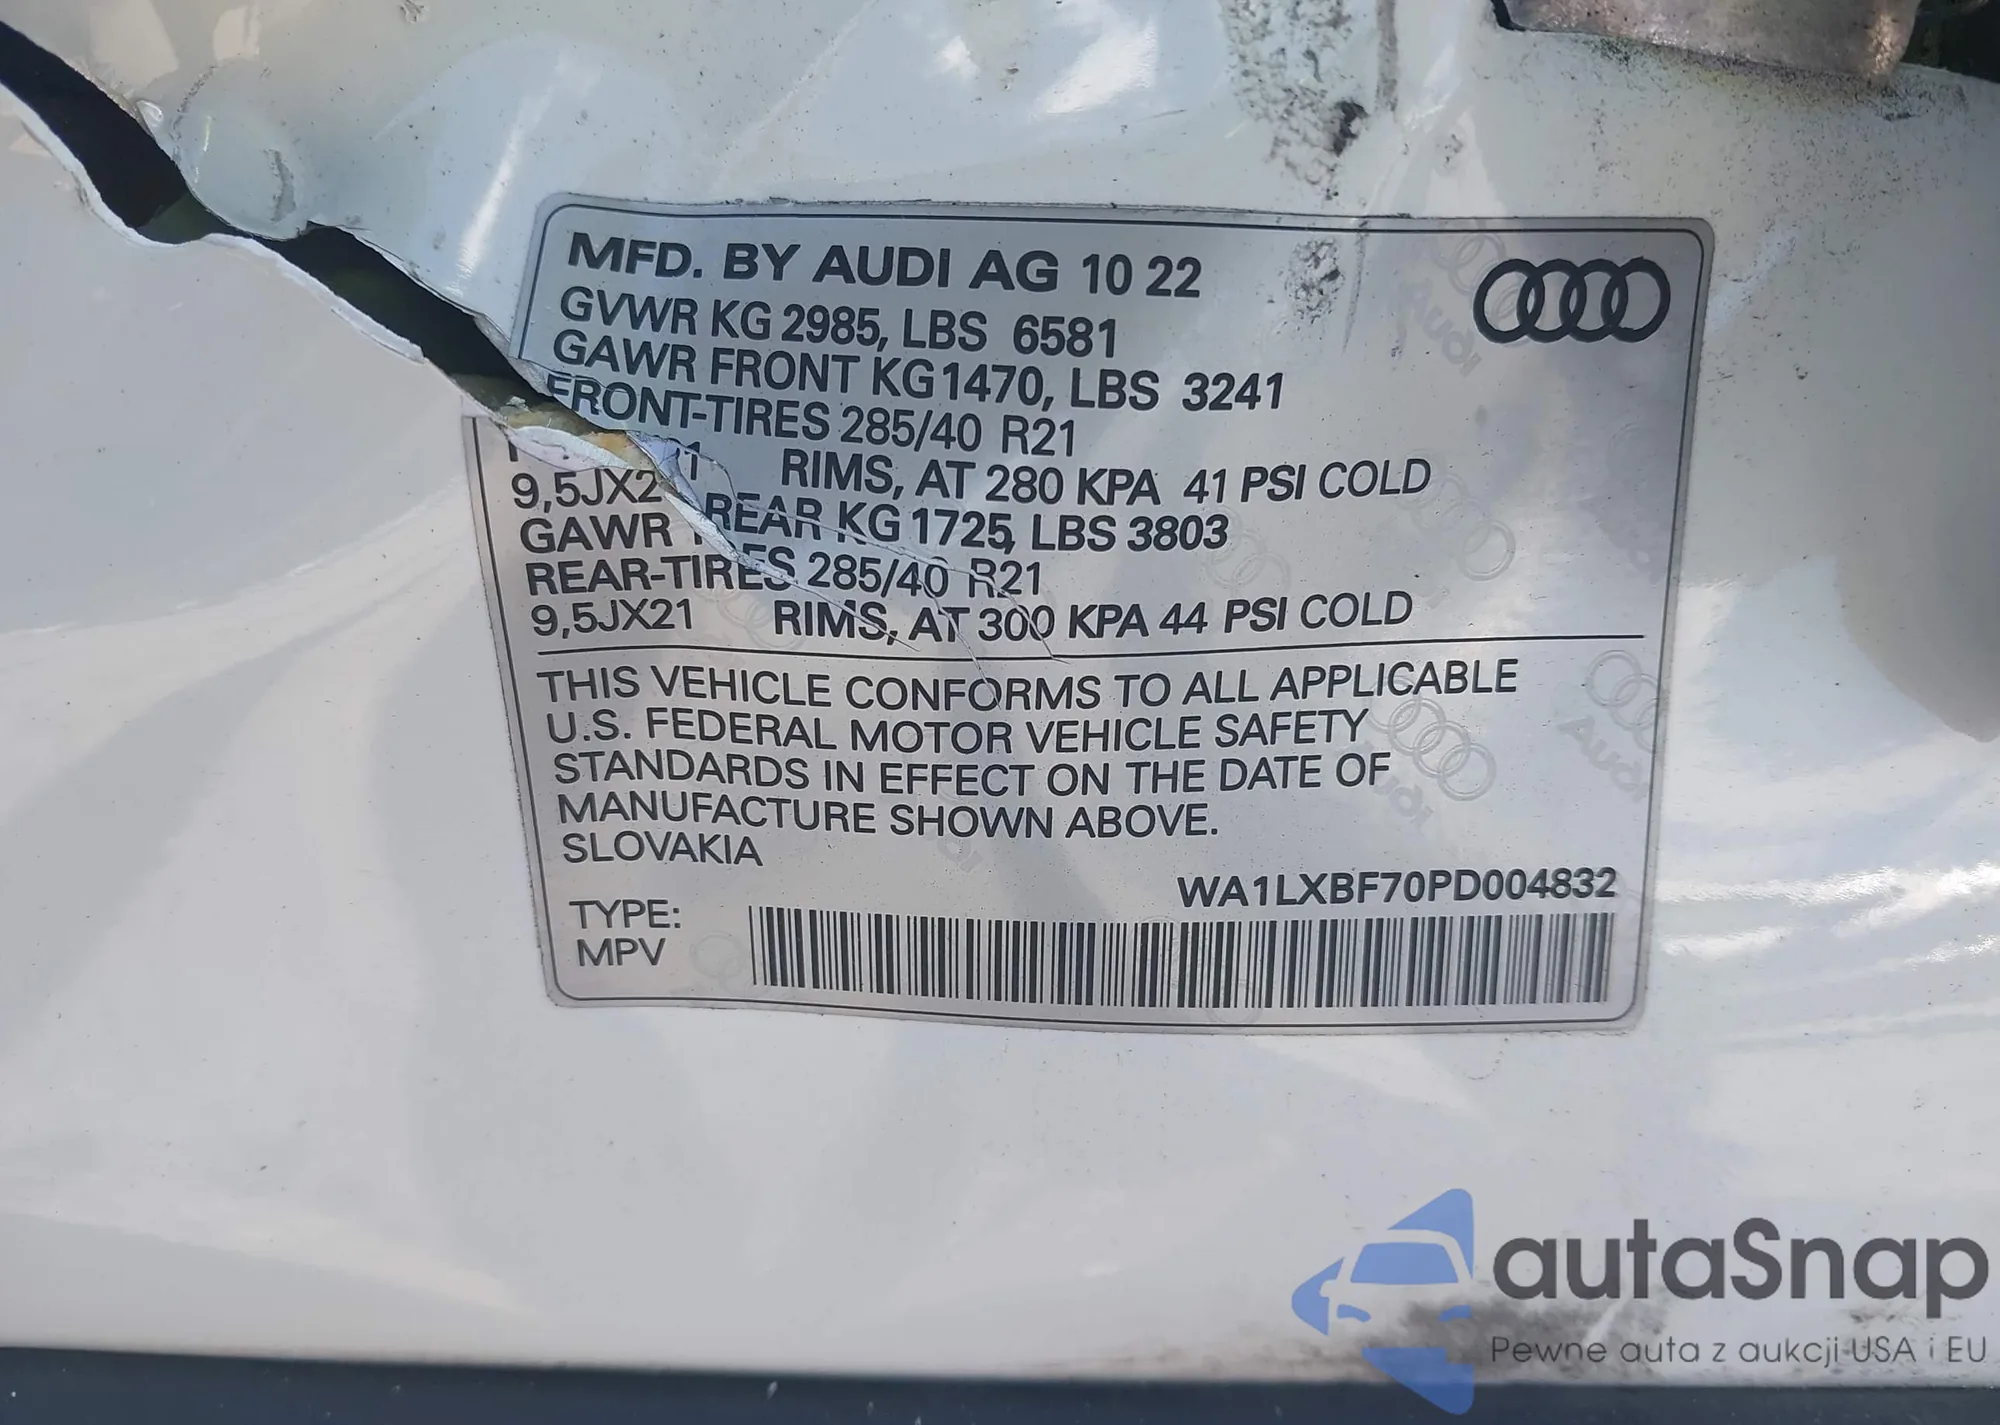 MFD. BY AUDI AG 10 22
GVWR KG 2985, LBS 6581
GAWR FRONT KG 1470, LBS 3241
FRONT-TIRES 285/40 R21
RIMS, AT 280 KPA 41 PSI COLD
9,5JX2
GAWR REAR KG 1725, LBS 3803
REAR-TIRES 285/40 R21
9,5JX21 RIMS, AT 300 KPA 44 PSI COLD
THIS VEHICLE CONFORMS TO ALL APPLICABLE
U.S. FEDERAL MOTOR VEHICLE SAFETY
STANDARDS IN EFFECT ON THE DATE OF
MANUFACTURE SHOWN ABOVE.
SLOVAKIA
WA1LXBF70PD004832
TYPE:
MPV
autaSnap
Pewne auta z aukcji USA i EU